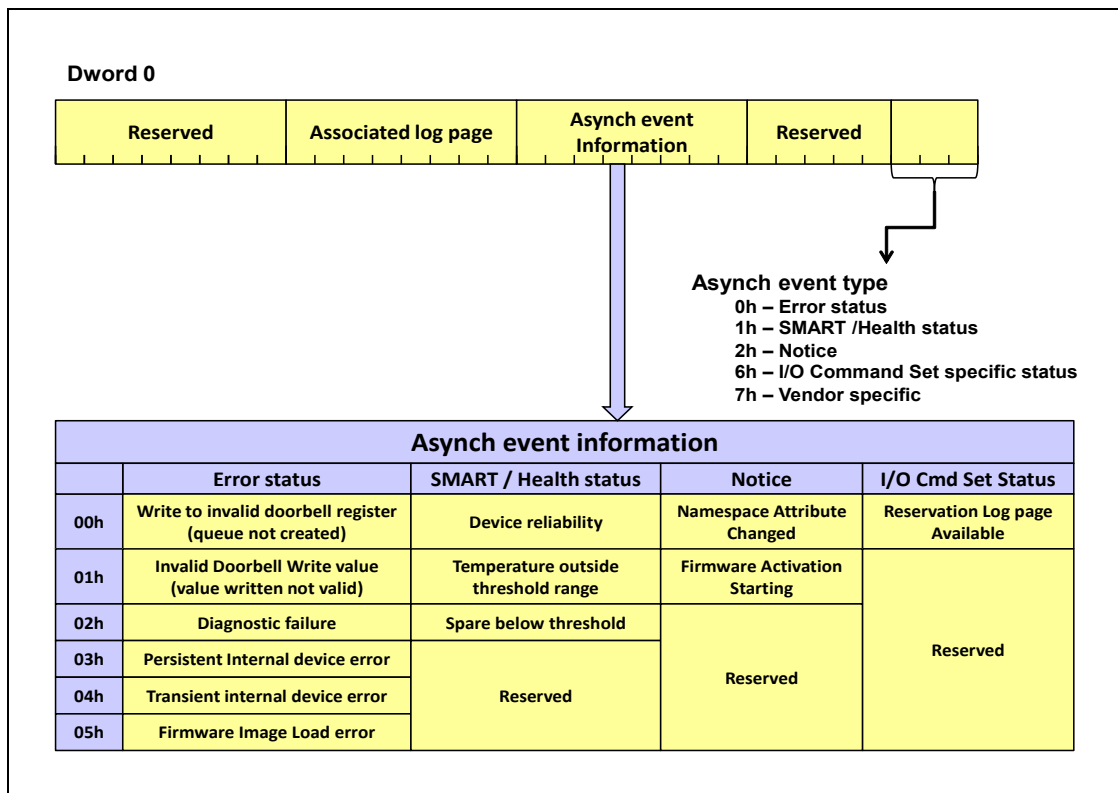 Dword 0
Reserved
Associated log page
Asynch event
Information
Reserved
Asynch event type
0h – Error status
1h – SMART /Health status
2h – Notice
6h – I/O Command Set specific status
7h – Vendor specific
Asynch event information
Error status
SMART / Health status
Notice
I/O Cmd Set Status
00h
Write to invalid doorbell register
(queue not created)
Device reliability
Namespace Attribute
Changed
Reservation Log page
Available
01h
Invalid Doorbell Write value
(value written not valid)
Temperature outside
threshold range
Firmware Activation
Starting
Reserved
02h
Diagnostic failure
Spare below threshold
Reserved
03h
Persistent Internal device error
Reserved
04h
Transient internal device error
05h
Firmware Image Load error